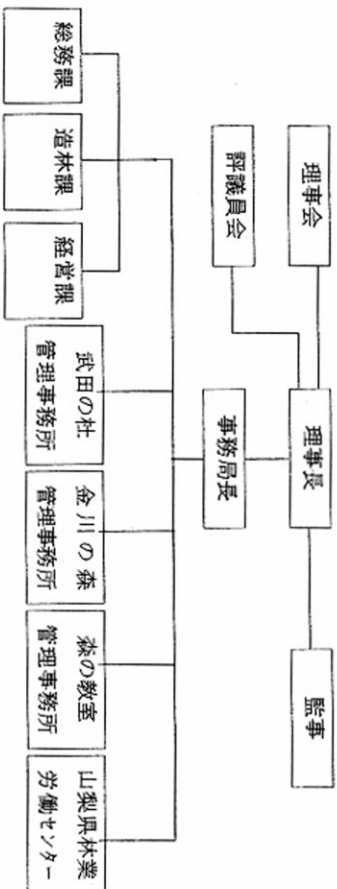 理事会
理事長
監事
評議員会
事務局長
総務課
造林課
経営課
武田の杜
管理事務所
金川の森
管理事務所
森の教室
管理事務所
山梨県林業
労働センター